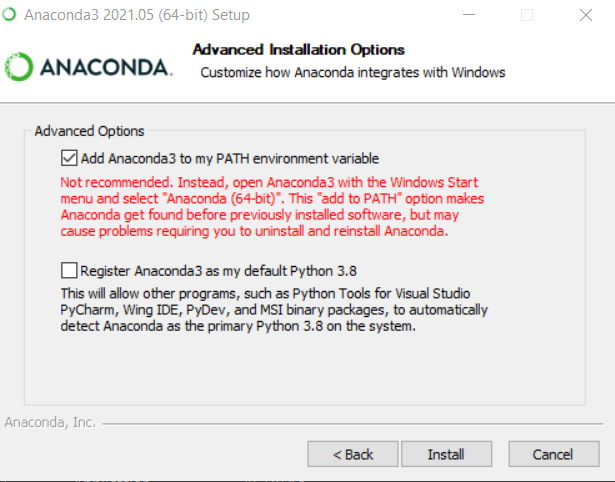 Anaconda3 2021.05 (64-bit) Setup
ANACONDA.
Advanced Installation Options
Customize how Anaconda integrates with Windows
Advanced Options
Add Anaconda3 to my PATH environment variable
Not recommended. Instead, open Anaconda3 with the Windows Start
menu and select "Anaconda (64-bit)". This "add to PATH" option makes
Anaconda get found before previously installed software, but may
cause problems requiring you to uninstall and reinstall Anaconda.
Register Anaconda3 as my default Python 3.8
This will allow other programs, such as Python Tools for Visual Studio
PyCharm, Wing IDE, PyDev, and MSI binary packages, to automatically
detect Anaconda as the primary Python 3.8 on the system.
Anaconda, Inc.
< Back Install Cancel